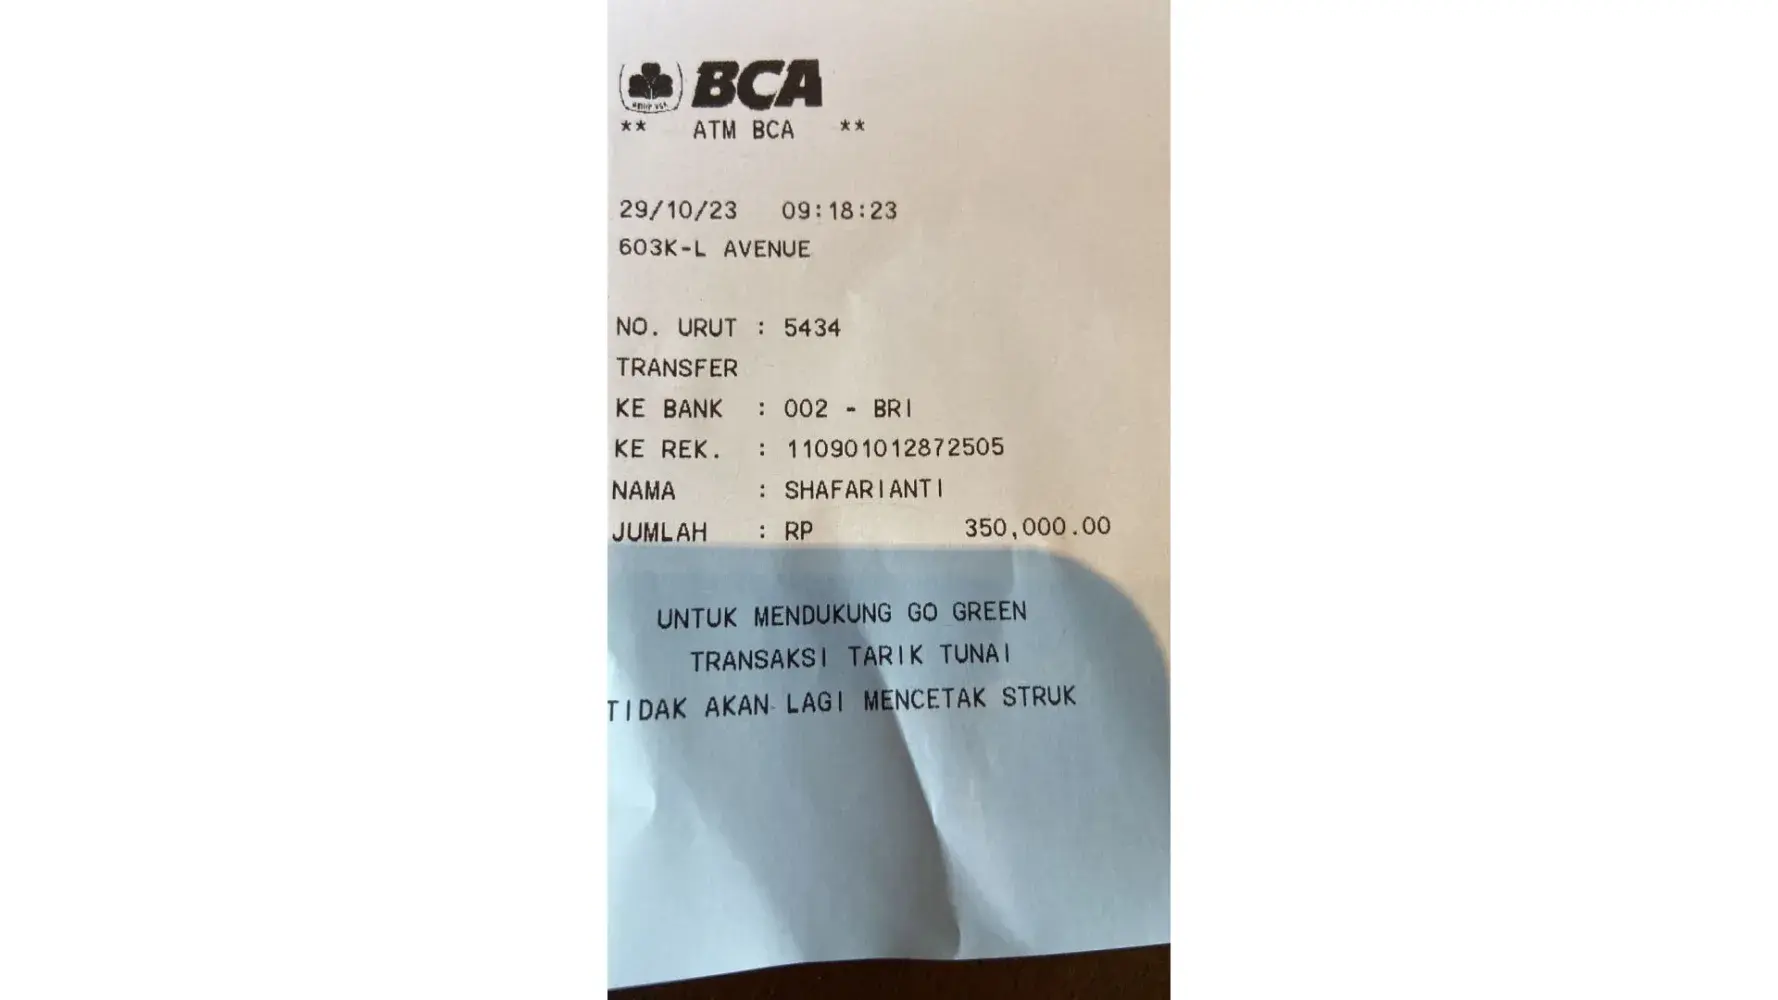 BCA
** ATM BCA **
29/10/23 09:18:23
603K-L AVENUE
NO. URUT : 5434
TRANSFER
KE BANK : 002 - BRI
KE REK. : 110901012872505
NAMA : SHAFARIANTI
JUMLAH : RP 350,000.00
UNTUK MENDUKUNG GO GREEN
TRANSAKSI TARIK TUNAI
TIDAK AKAN LAGI MENCETAK STRUK